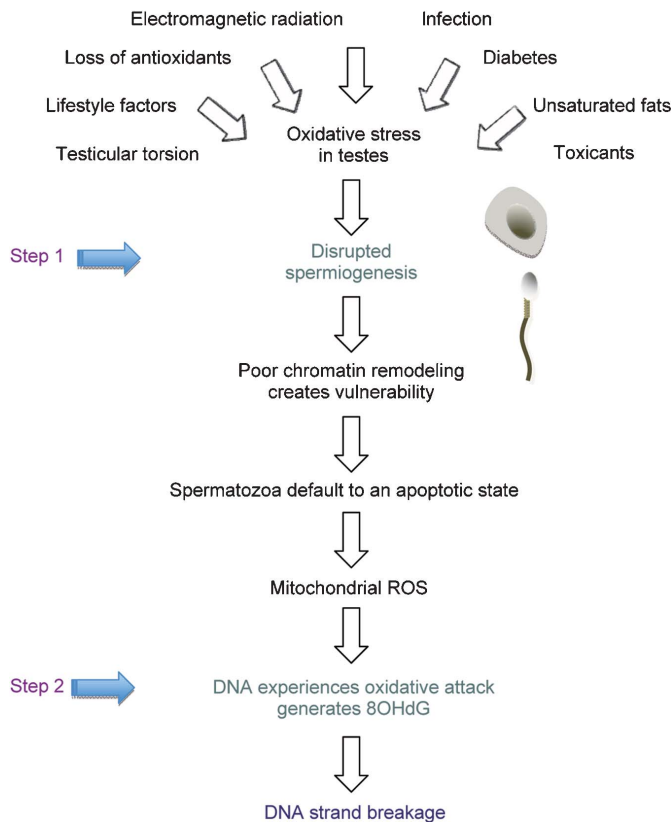 Electromagnetic radiation
Infection
Loss of antioxidants
Diabetes
Lifestyle factors
Unsaturated fats
Testicular torsion
Oxidative stress
in testes
Toxicants
Step 1
Disrupted
spermiogenesis
Poor chromatin remodeling
creates vulnerability
Spermatozoa default to an apoptotic state
Mitochondrial ROS
Step 2
DNA experiences oxidative attack
generates 8OHdG
DNA strand breakage